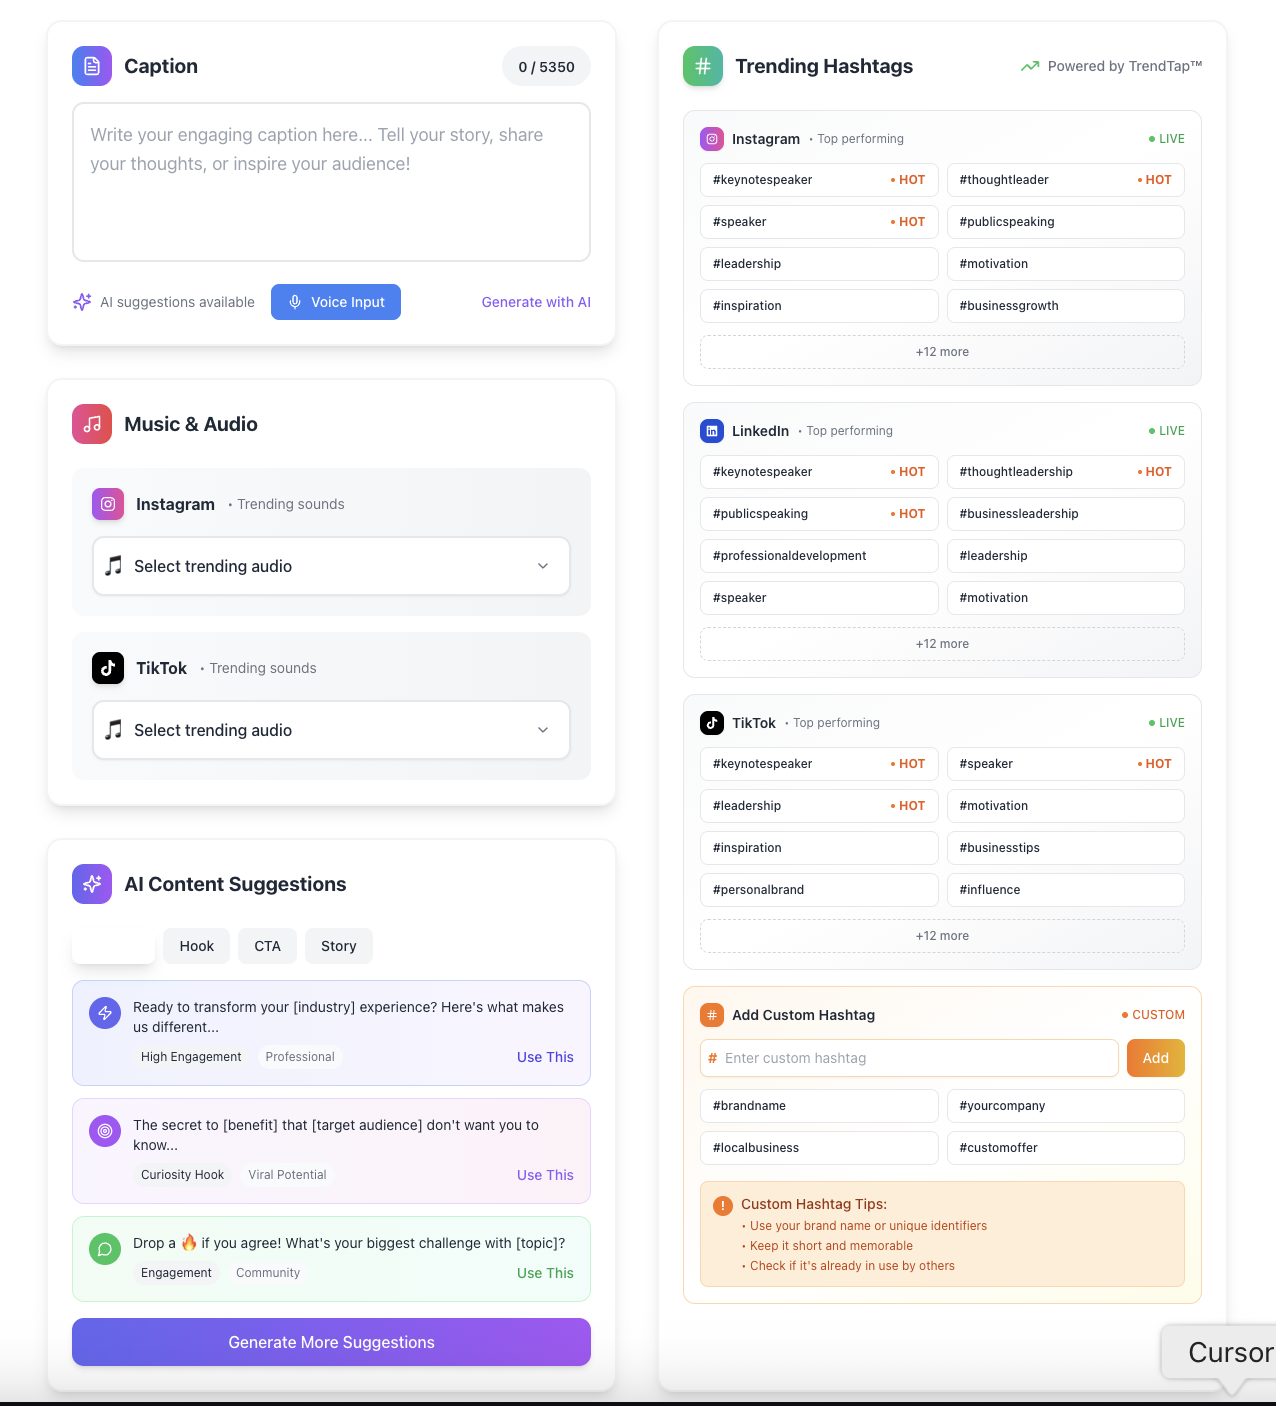 Caption
0 / 5350
Write your engaging caption here... Tell your story, share
your thoughts, or inspire your audience!
AI suggestions available
Voice Input
Generate with AI
Music & Audio
Instagram • Trending sounds
Select trending audio
TikTok • Trending sounds
Select trending audio
AI Content Suggestions
Hook
CTA
Story
Ready to transform your [industry] experience? Here's what makes
us different...
High Engagement
Professional
Use This
The secret to [benefit] that [target audience] don't want you to
know...
Curiosity Hook
Viral Potential
Use This
Drop a 🔥 if you agree! What's your biggest challenge with [topic]?
Engagement
Community
Use This
Generate More Suggestions
Trending Hashtags
Powered by TrendTap™
Instagram • Top performing
• LIVE
#keynotespeaker • HOT
#thoughtleader • HOT
#speaker • HOT
#publicspeaking
#leadership
#motivation
#inspiration
#businessgrowth
+12 more
LinkedIn • Top performing
• LIVE
#keynotespeaker • HOT
#thoughtleadership • HOT
#publicspeaking • HOT
#businessleadership
#professionaldevelopment
#leadership
#speaker
#motivation
+12 more
TikTok • Top performing
• LIVE
#keynotespeaker • HOT
#speaker • HOT
#leadership • HOT
#motivation
#inspiration
#businesstips
#personalbrand
#influence
+12 more
Add Custom Hashtag
• CUSTOM
# Enter custom hashtag
Add
#brandname
#yourcompany
#localbusiness
#customoffer
Custom Hashtag Tips:
• Use your brand name or unique identifiers
• Keep it short and memorable
• Check if it's already in use by others
Cursor